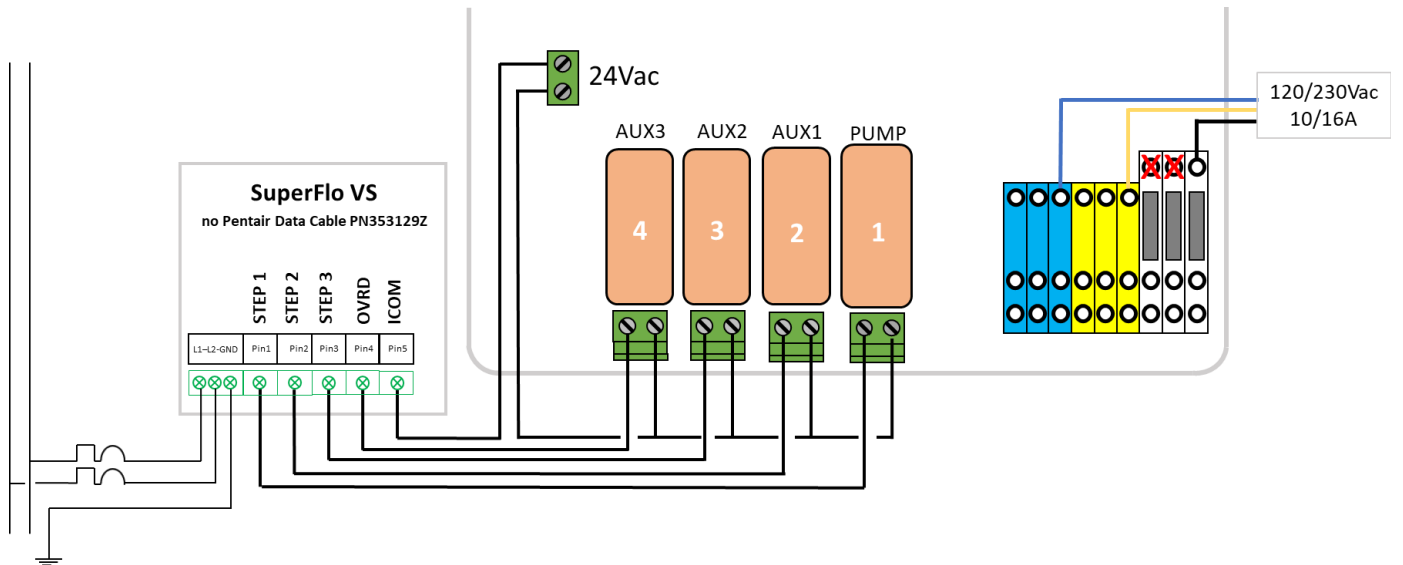 24Vac
120/230Vac
10/16A
AUX3 AUX2 AUX1 PUMP
SuperFlo VS
no Pentair Data Cable PN353129Z
4 3 2 1
STEP 1 STEP 2 STEP 3 OVRD ICOM
L1–L2-GND Pin1 Pin2 Pin3 Pin4 Pin5